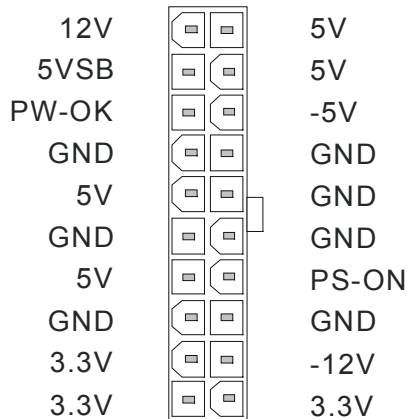 12V 5V
5VSB 5V
PW-OK -5V
GND GND
5V GND
GND GND
5V PS-ON
GND GND
3.3V -12V
3.3V 3.3V